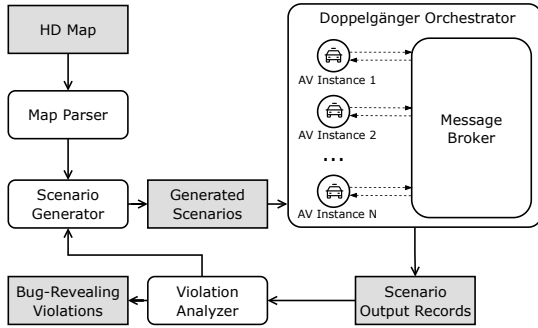 HD Map
Map Parser
Scenario
Generator
Generated
Scenarios
Doppelgänger Orchestrator
AV Instance 1
AV Instance 2
...
AV Instance N
Message
Broker
Bug-Revealing
Violations
Violation
Analyzer
Scenario
Output Records